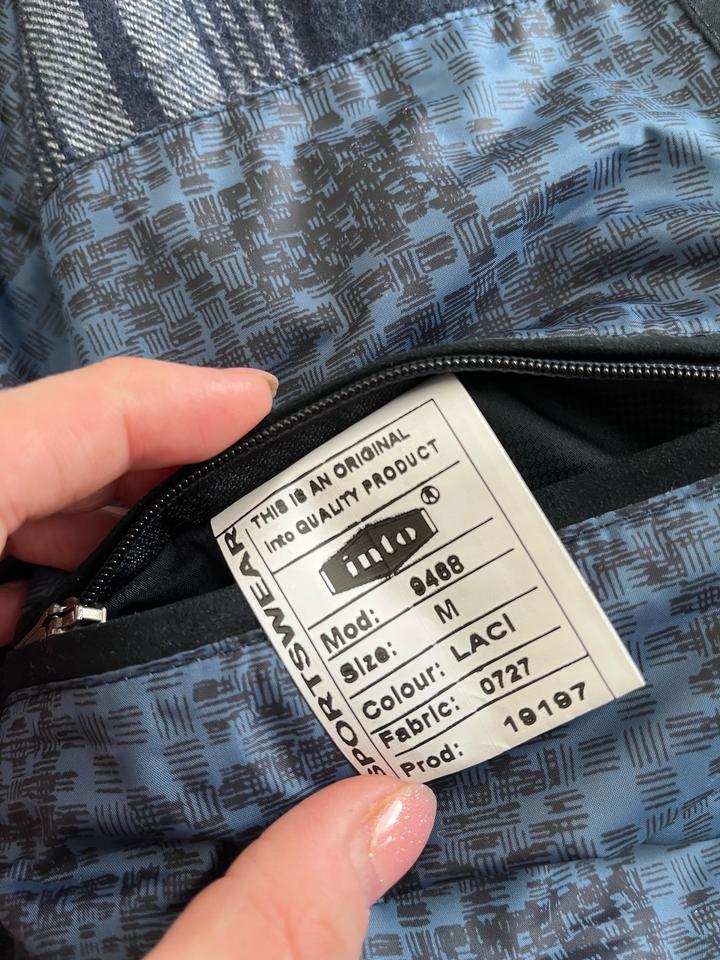 THIS IS AN ORIGINAL
into QUALITY PRODUCT
into®
Mod: 9468
Size: M
Colour: LACI
Fabric: 0727
Prod: 19197
SPORTSWEAR